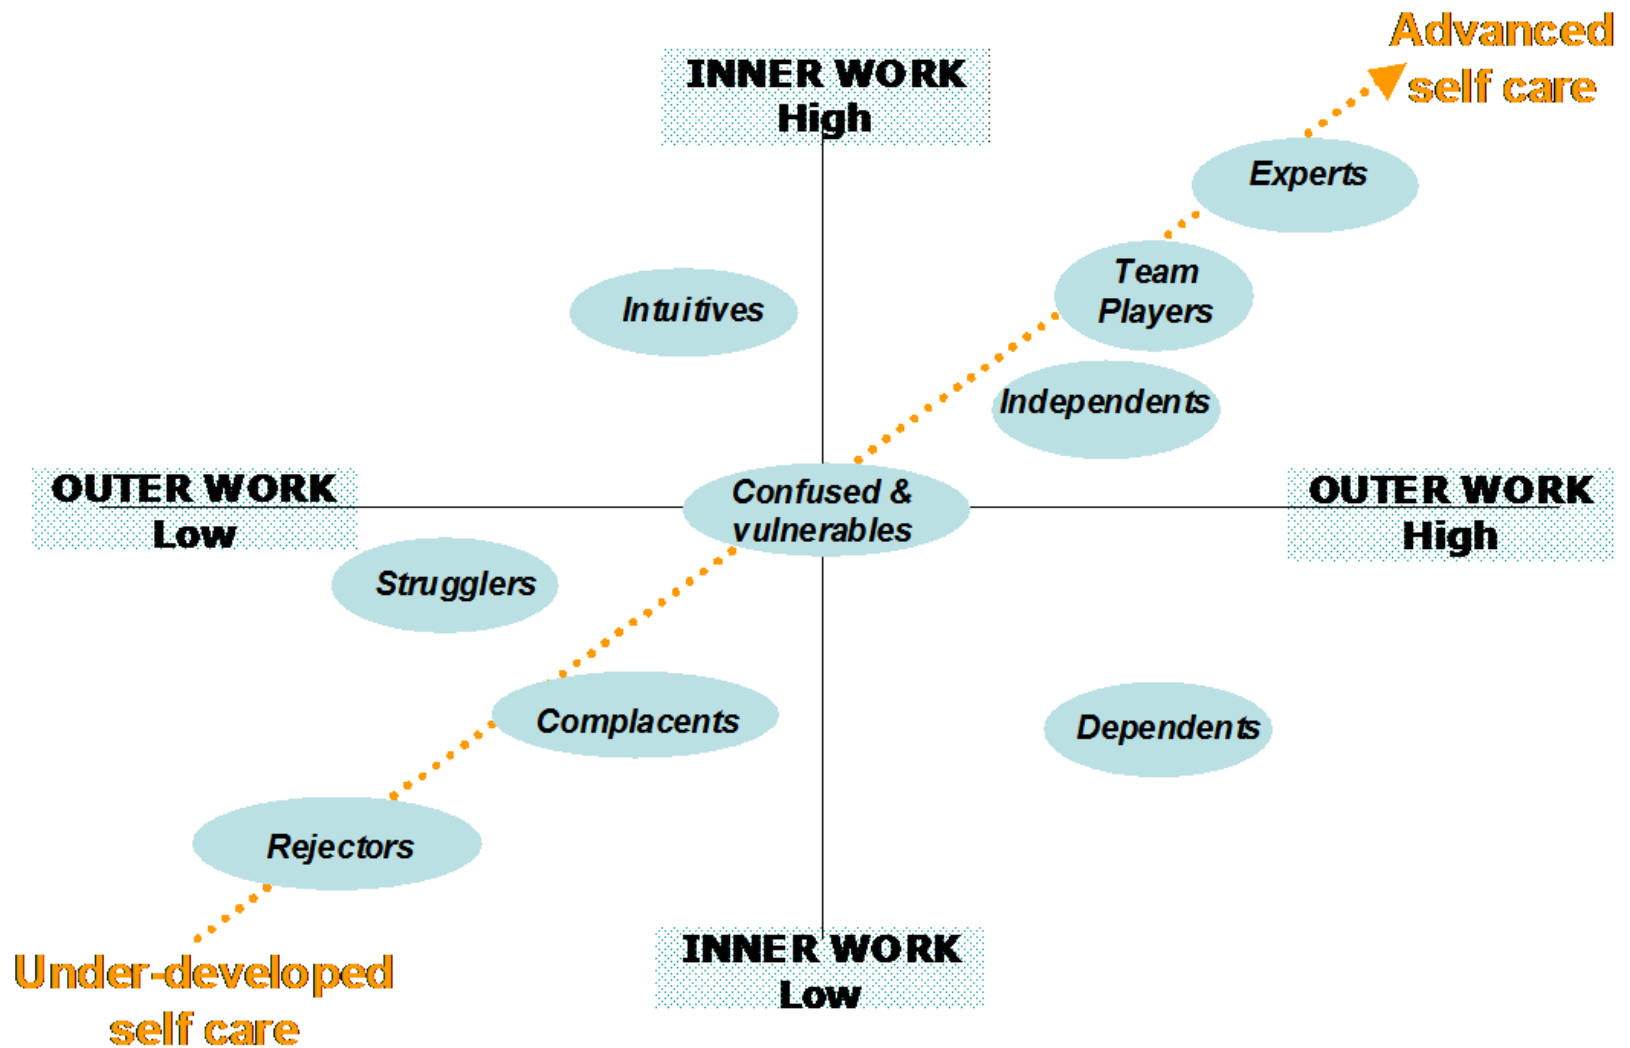 Advanced
self care
INNER WORK
High
Experts
Team
Players
Intuitives
Independents
OUTER WORK
Low
Confused &
vulnerables
OUTER WORK
High
Strugglers
Complacents
Dependents
Rejectors
INNER WORK
Low
Under-developed
self care